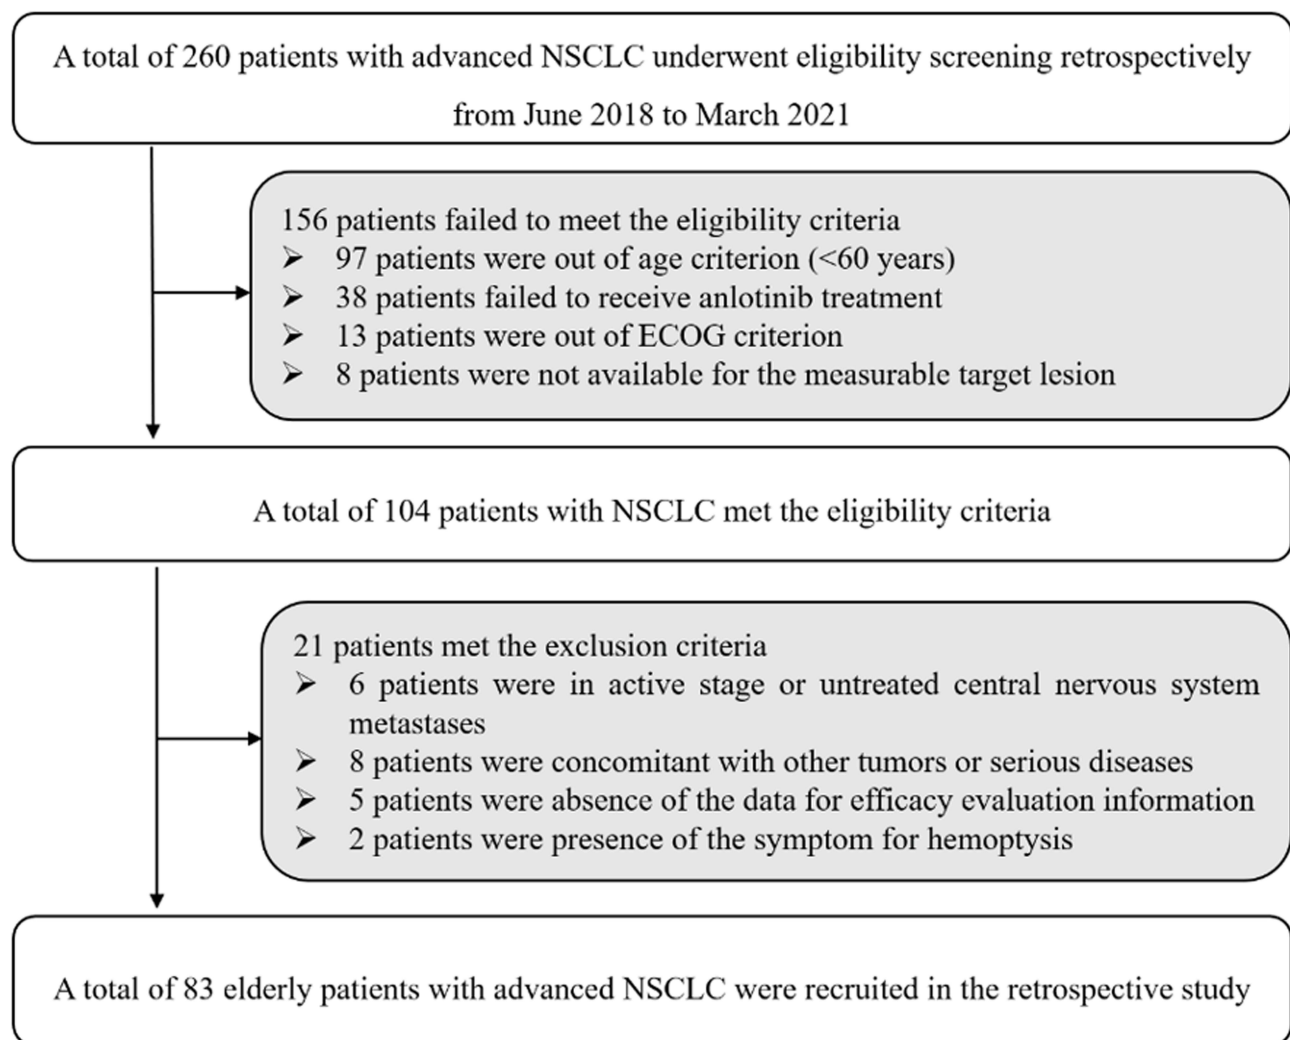 A total of 260 patients with advanced NSCLC underwent eligibility screening retrospectively
from June 2018 to March 2021
156 patients failed to meet the eligibility criteria
➢ 97 patients were out of age criterion (<60 years)
➢ 38 patients failed to receive anlotinib treatment
➢ 13 patients were out of ECOG criterion
➢ 8 patients were not available for the measurable target lesion
A total of 104 patients with NSCLC met the eligibility criteria
21 patients met the exclusion criteria
➢ 6 patients were in active stage or untreated central nervous system
metastases
➢ 8 patients were concomitant with other tumors or serious diseases
➢ 5 patients were absence of the data for efficacy evaluation information
➢ 2 patients were presence of the symptom for hemoptysis
A total of 83 elderly patients with advanced NSCLC were recruited in the retrospective study